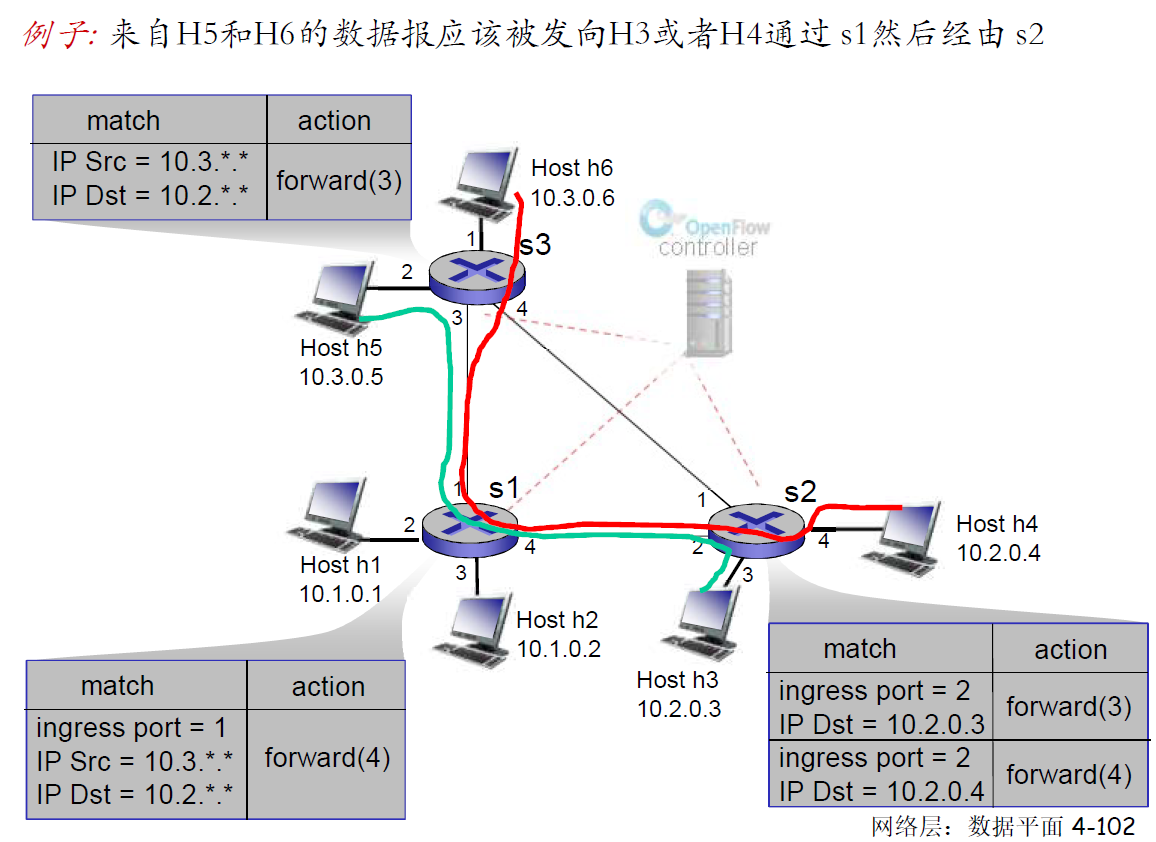 例子: 来自H5和H6的数据报应该被发向H3或者H4通过 s1然后经由 s2
match action
IP Src = 10.3.*.*
IP Dst = 10.2.*.*
forward(3)
Host h6
10.3.0.6
OpenFlow
controller
1
s3
2
3
4
Host h5
10.3.0.5
1
s1
2
4
3
Host h1
10.1.0.1
Host h2
10.1.0.2
1
s2
2
4
3
Host h4
10.2.0.4
Host h3
10.2.0.3
match action
ingress port = 1
IP Src = 10.3.*.*
IP Dst = 10.2.*.*
forward(4)
match action
ingress port = 2
IP Dst = 10.2.0.3
forward(3)
ingress port = 2
IP Dst = 10.2.0.4
forward(4)
网络层：数据平面 4-102